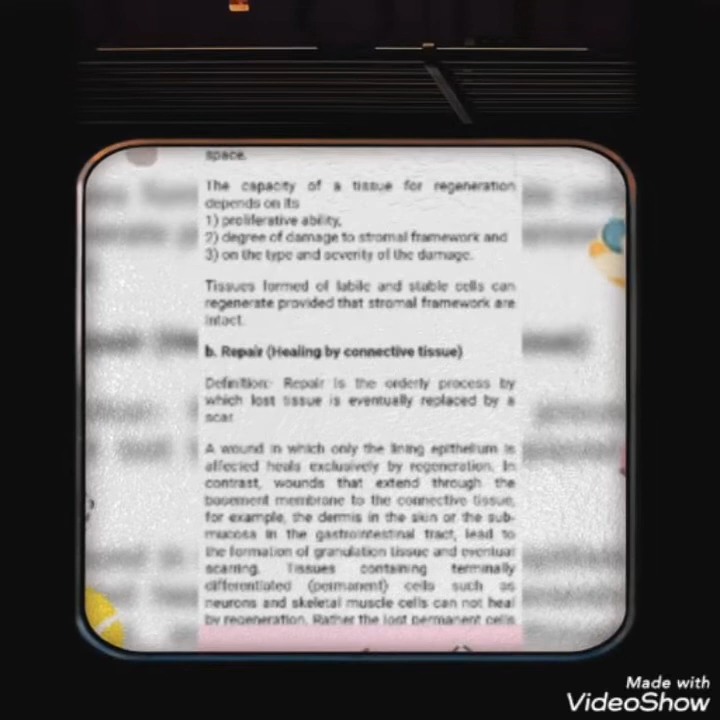 space.
The capacity of a tissue for regeneration
depends on its
1) proliferative ability,
2) degree of damage to stromal framework and
3) on the type and severity of the damage.
Tissues formed of labile and stable cells can
regenerate provided that stromal framework are
intact.
b. Repair (Healing by connective tissue)
Definition:- Repair is the orderly process by
which lost tissue is eventually replaced by a
scar.
A wound in which only the lining epithelium is
affected heals exclusively by regeneration. In
contrast, wounds that extend through the
basement membrane to the connective tissue,
for example, the dermis in the skin or the sub-
mucosa in the gastrointestinal tract, lead to
the formation of granulation tissue and eventual
scarring. Tissues containing terminally
differentiated (permanent) cells such as
neurons and skeletal muscle cells can not heal
by regeneration. Rather the lost permanent cells
Made with
VideoShow